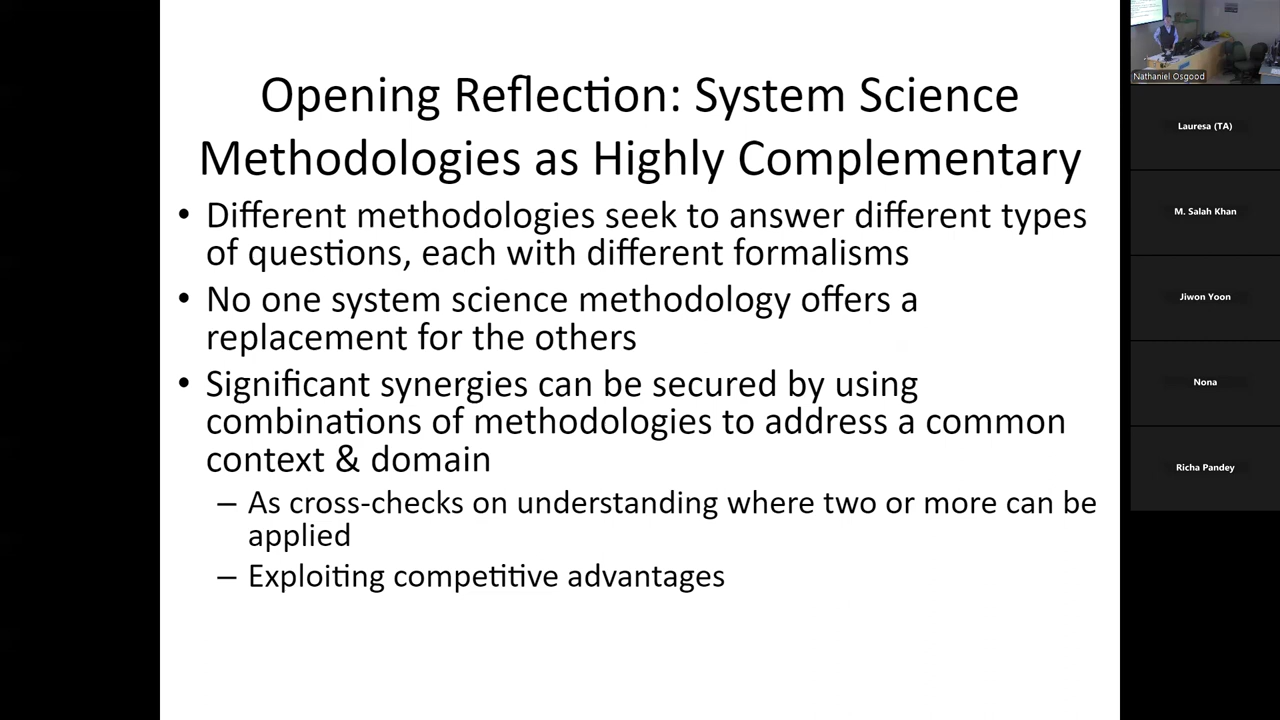 Opening Reflection: System Science
Methodologies as Highly Complementary
• Different methodologies seek to answer different types
of questions, each with different formalisms
• No one system science methodology offers a
replacement for the others
• Significant synergies can be secured by using
combinations of methodologies to address a common
context & domain
– As cross-checks on understanding where two or more can be
applied
– Exploiting competitive advantages
Nathaniel Osgood
Lauresa (TA)
M. Salah Khan
Jiwon Yoon
Nona
Richa Pandey